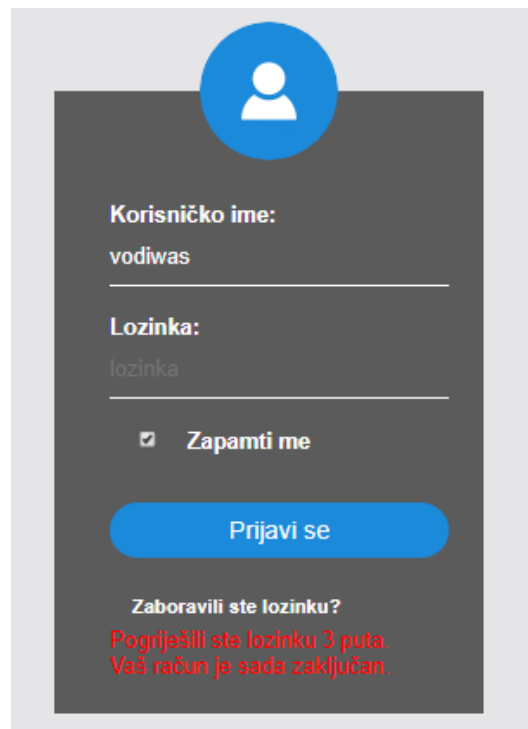 Korisničko ime:
vodiwas
Lozinka:
lozinka
Zapamti me
Prijavi se
Zaboravili ste lozinku?
Pogriješili ste lozinku 3 puta.
Vaš račun je sada zaključan.